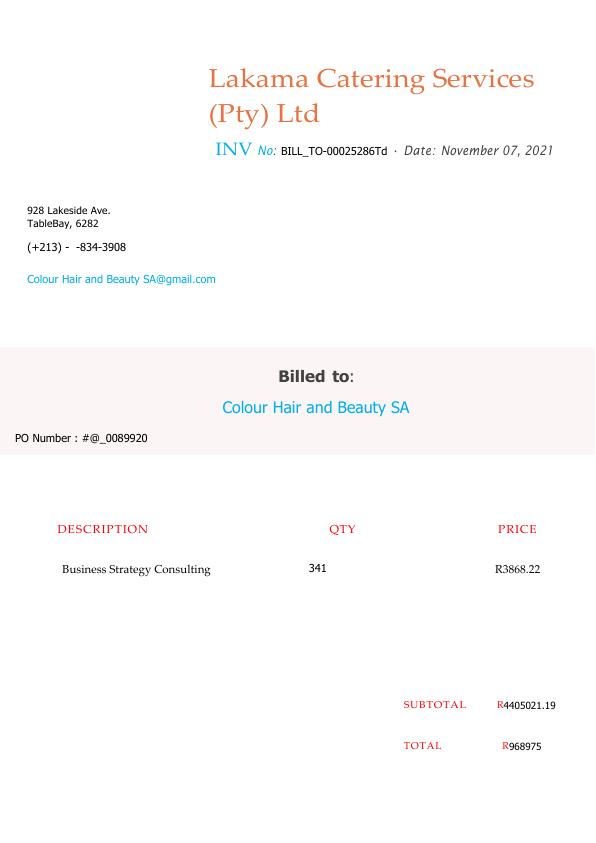 Lakama Catering Services
(Pty) Ltd
INV No: BILL_TO-00025286Td · Date: November 07, 2021
928 Lakeside Ave.
TableBay, 6282
(+213) - -834-3908
Colour Hair and Beauty SA@gmail.com
Billed to:
Colour Hair and Beauty SA
PO Number : #@_0089920
DESCRIPTION QTY PRICE
Business Strategy Consulting 341 R3868.22
SUBTOTAL R4405021.19
TOTAL R968975